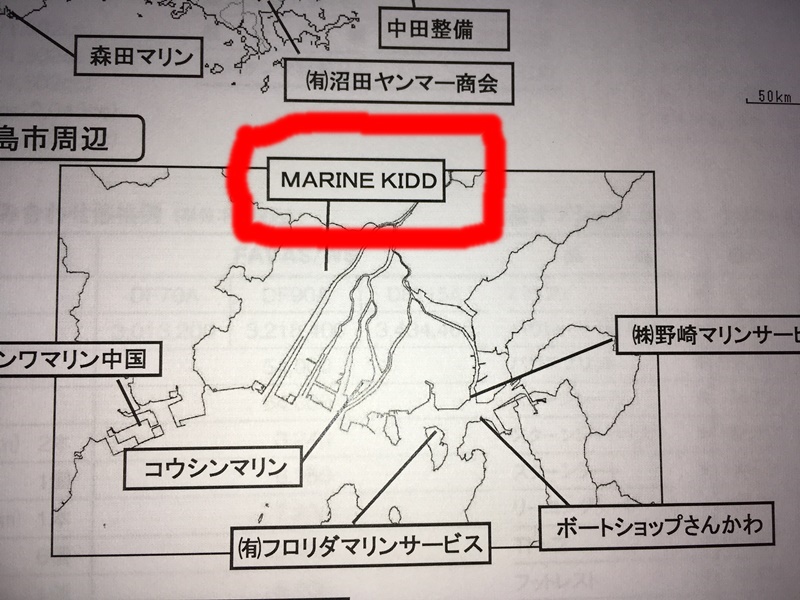 中田整備
森田マリン
㈲沼田ヤンマー商会
50km
島市周辺
MARINE KIDD
㈱野崎マリンサービ
ンワマリン中国
コウシンマリン
ボートショップさんかわ
㈲フロリダマリンサービス